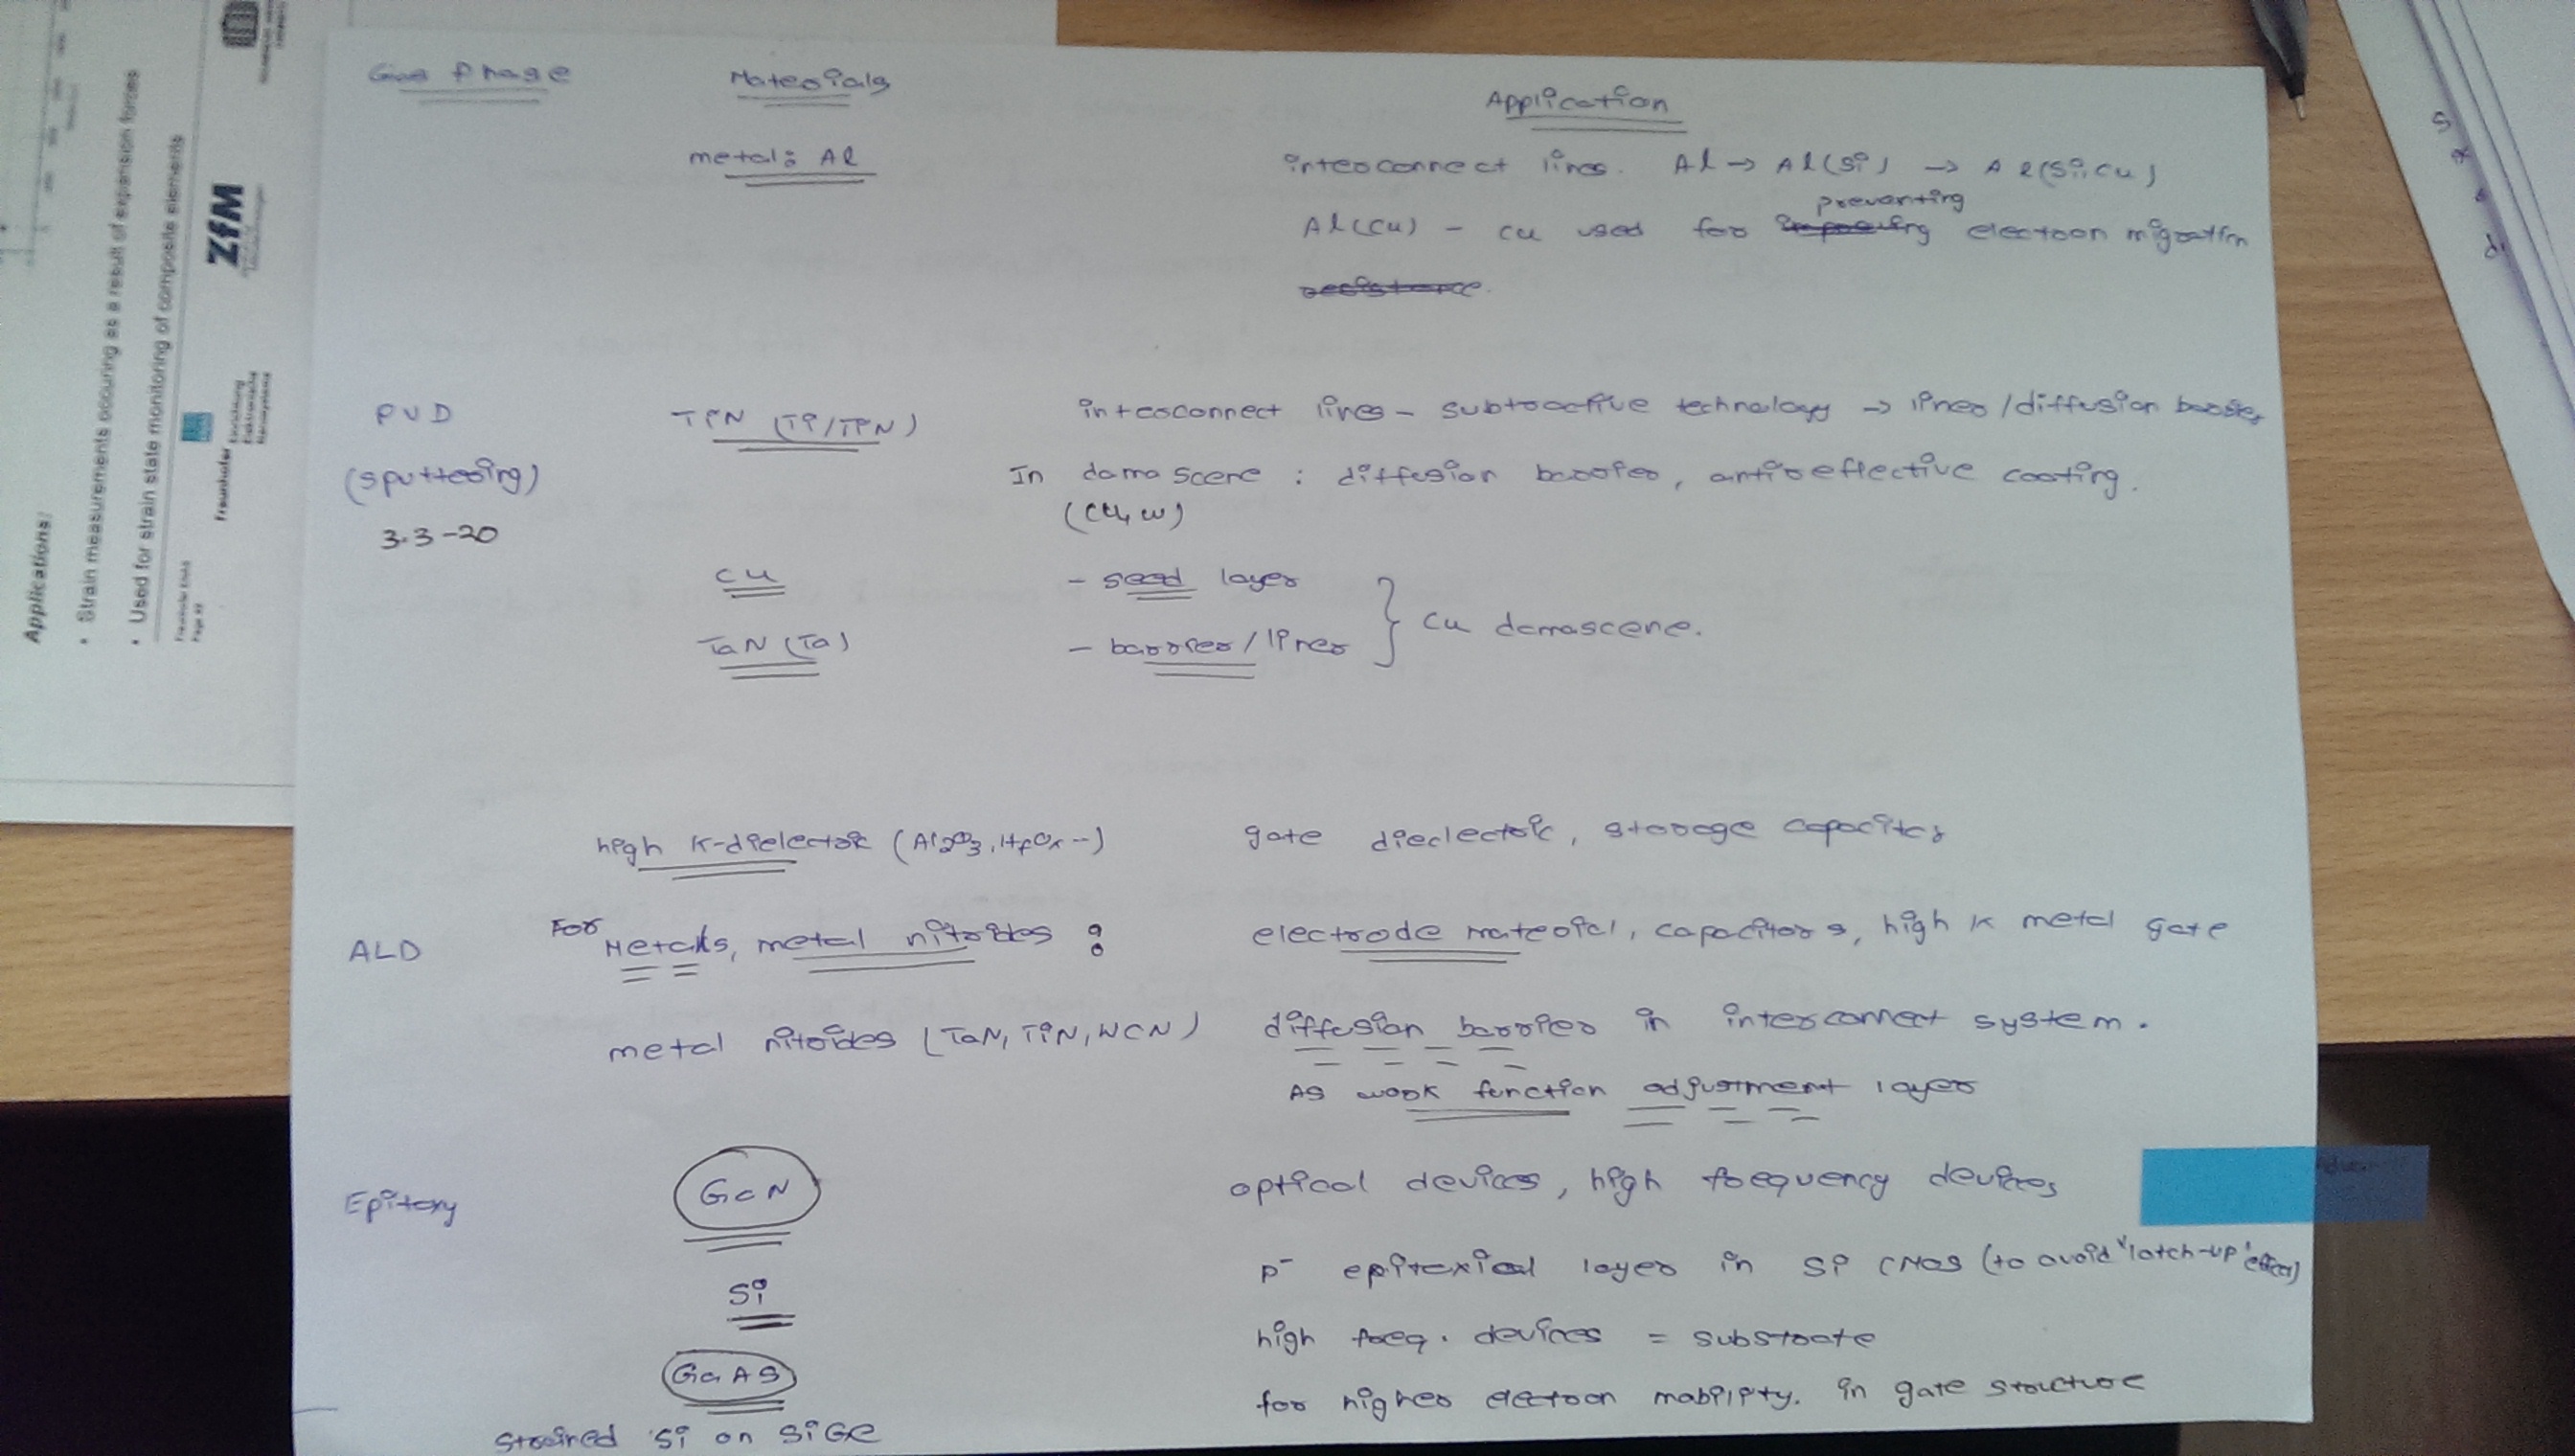 Gas Phase Materials Application
metal: Al interconnect lines. Al → Al(Si) → Al(Si,Cu)
preventing
Al(Cu) - Cu used for improving electron migration
resistance.
PVD TiN (Ti/TiN) interconnect lines - subtractive technology → liner/diffusion barrier
(sputtering) In damascene : diffusion barrier, antireflective coating.
3.3-20 (Cu, W)
Cu - seed layer
TaN (Ta) - barrier/liner } Cu damascene.
high K-dielectric (Al2O3, HfOx --) gate dieclectric, storage capacitor
ALD For Metals, metal nitrides : electrode material, capacitors, high K metal gate
metal nitrides (TaN, TiN, WCN) diffusion barrier in interconnect system.
As work function adjustment layer
Epitaxy GaN optical devices, high frequency devices
Si p- epitaxial layer in Si CMOS (to avoid "latch-up" effect)
GaAs high freq. devices = substrate
strained Si on SiGe for higher electron mobility. in gate structure
Applications:
• Strain measurements occuring as a result of expansion forces
• Used for strain state monitoring of composite elements
Fraunhofer ENAS
Fraunhofer
ZfM